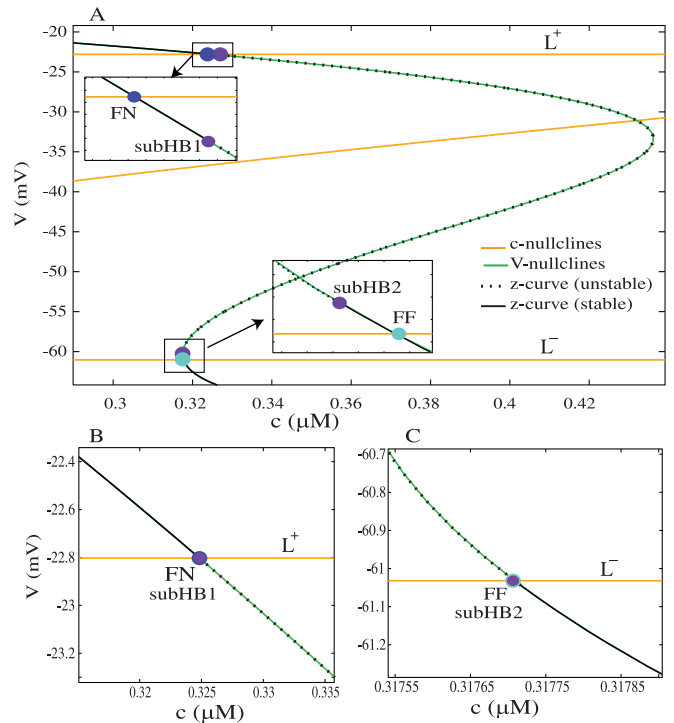 A
-20
-25
-30
-35
-40
-45
-50
-55
-60
V (mV)
L+
FN
subHB1
c-nullclines
V-nullclines
z-curve (unstable)
z-curve (stable)
subHB2
FF
L-
0.3
0.32
0.34
0.36
0.38
0.4
0.42
c (μM)
B
-22.4
-22.6
-22.8
-23
-23.2
V (mV)
L+
FN
subHB1
0.32
0.325
0.33
0.335
c (μM)
C
-60.7
-60.8
-60.9
-61
-61.1
-61.2
L-
FF
subHB2
0.31755
0.31765
0.31775
0.31785
c (μM)